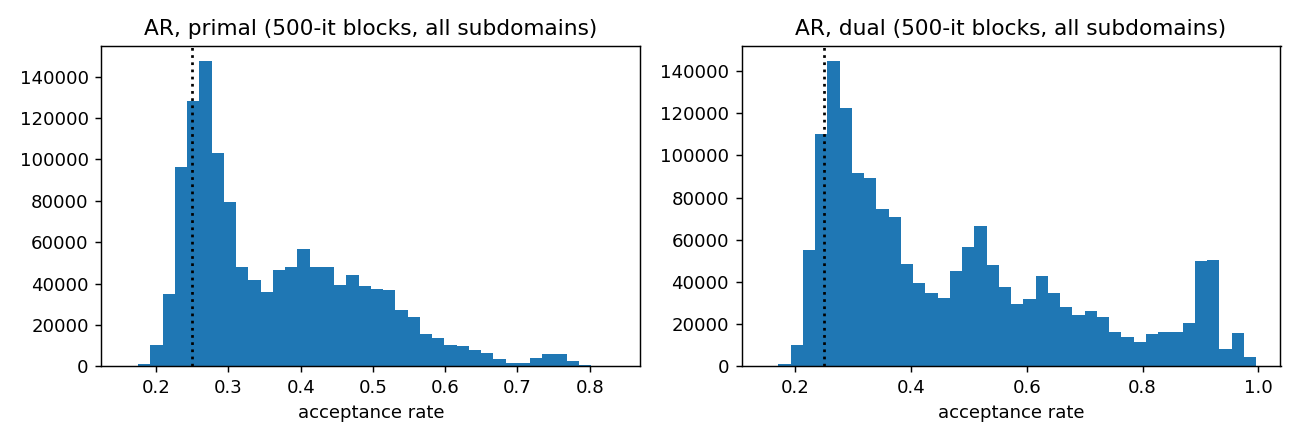 AR, primal (500-it blocks, all subdomains)
140000
120000
100000
80000
60000
40000
20000
0
0.2 0.3 0.4 0.5 0.6 0.7 0.8
acceptance rate
AR, dual (500-it blocks, all subdomains)
140000
120000
100000
80000
60000
40000
20000
0
0.2 0.4 0.6 0.8 1.0
acceptance rate